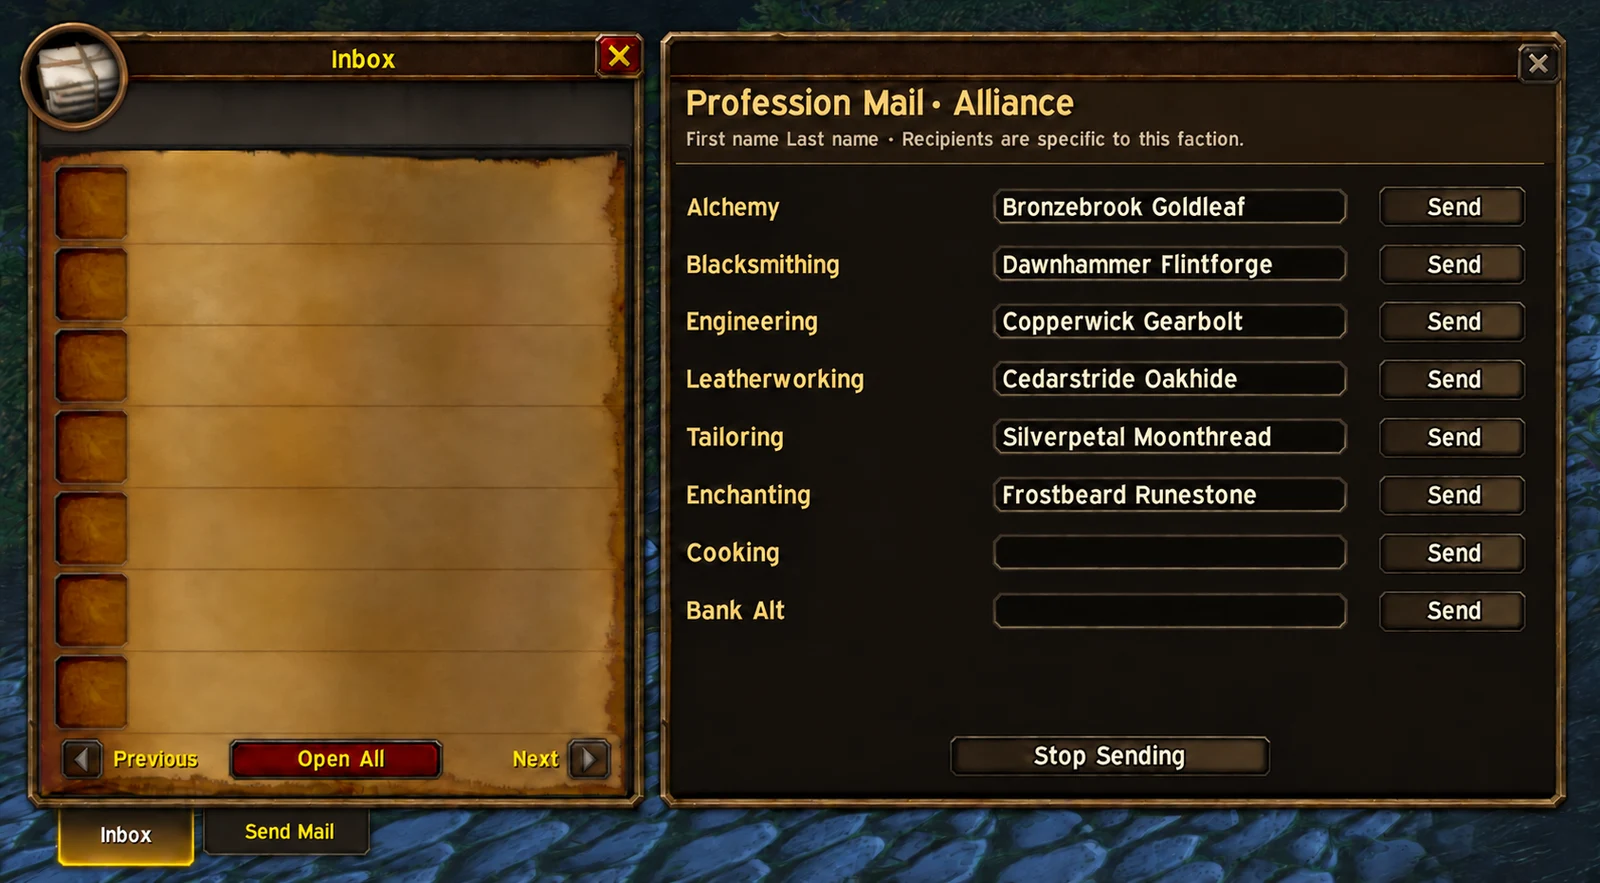 Inbox
Profession Mail • Alliance
First name Last name • Recipients are specific to this faction.
Alchemy Bronzebrook Goldleaf Send
Blacksmithing Dawnhammer Flintforge Send
Engineering Copperwick Gearbolt Send
Leatherworking Cedarstride Oakhide Send
Tailoring Silverpetal Moonthread Send
Enchanting Frostbeard Runestone Send
Cooking Send
Bank Alt Send
Previous Open All Next
Stop Sending
Inbox Send Mail